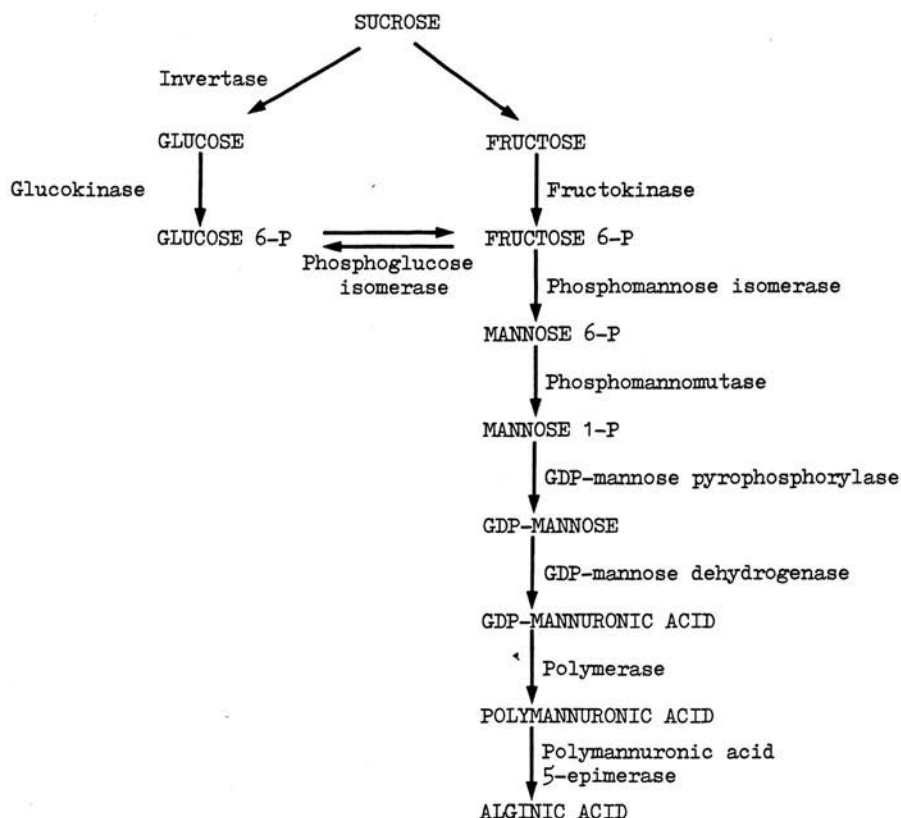 SUCROSE
Invertase
GLUCOSE
FRUCTOSE
Glucokinase
Fructokinase
GLUCOSE 6-P
FRUCTOSE 6-P
Phosphoglucose
isomerase
Phosphomannose isomerase
MANNOSE 6-P
Phosphomannomutase
MANNOSE 1-P
GDP-mannose pyrophosphorylase
GDP-MANNOSE
GDP-mannose dehydrogenase
GDP-MANNURONIC ACID
Polymerase
POLYMANNURONIC ACID
Polymannuronic acid
5-epimerase
ALGINIC ACID